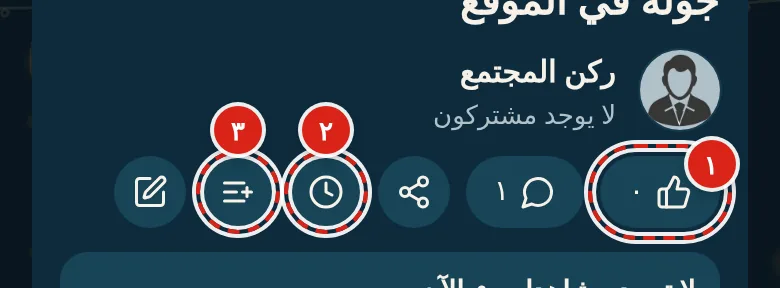 جولة في الموقع
ركن المجتمع
لا يوجد مشتركون
١
٢
٣
٠
١